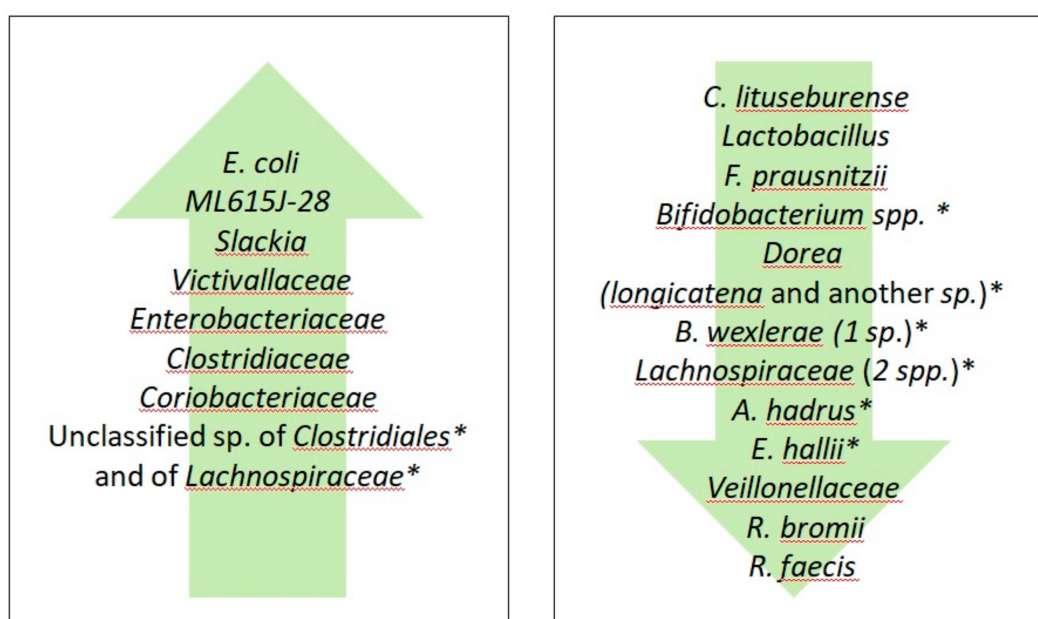 E. coli
ML615J-28
Slackia
Victivallaceae
Enterobacteriaceae
Clostridiaceae
Coriobacteriaceae
Unclassified sp. of Clostridiales*
and of Lachnospiraceae*
C. lituseburense
Lactobacillus
F. prausnitzii
Bifidobacterium spp. *
Dorea
(longicatena and another sp.)*
B. wexlerae (1 sp.)*
Lachnospiraceae (2 spp.)*
A. hadrus*
E. hallii*
Veillonellaceae
R. bromii
R. faecis